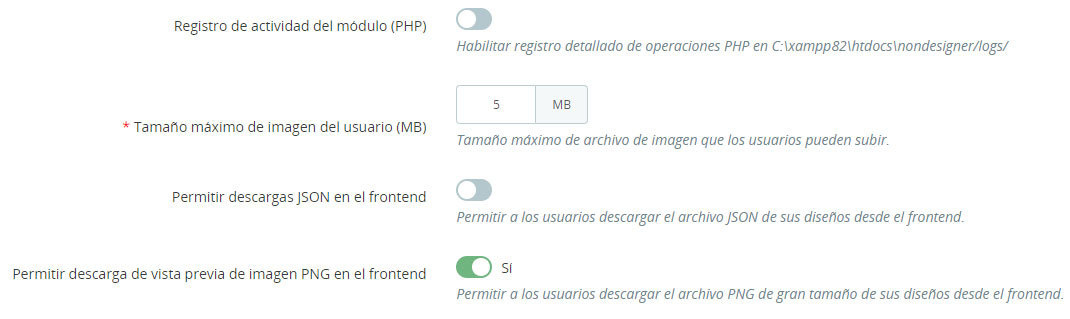 Registro de actividad del módulo (PHP)
Habilitar registro detallado de operaciones PHP en C:\xampp82\htdocs\nondesigner/logs/
* Tamaño máximo de imagen del usuario (MB)
5 MB
Tamaño máximo de archivo de imagen que los usuarios pueden subir.
Permitir descargas JSON en el frontend
Permitir a los usuarios descargar el archivo JSON de sus diseños desde el frontend.
Permitir descarga de vista previa de imagen PNG en el frontend
Sí
Permitir a los usuarios descargar el archivo PNG de gran tamaño de sus diseños desde el frontend.